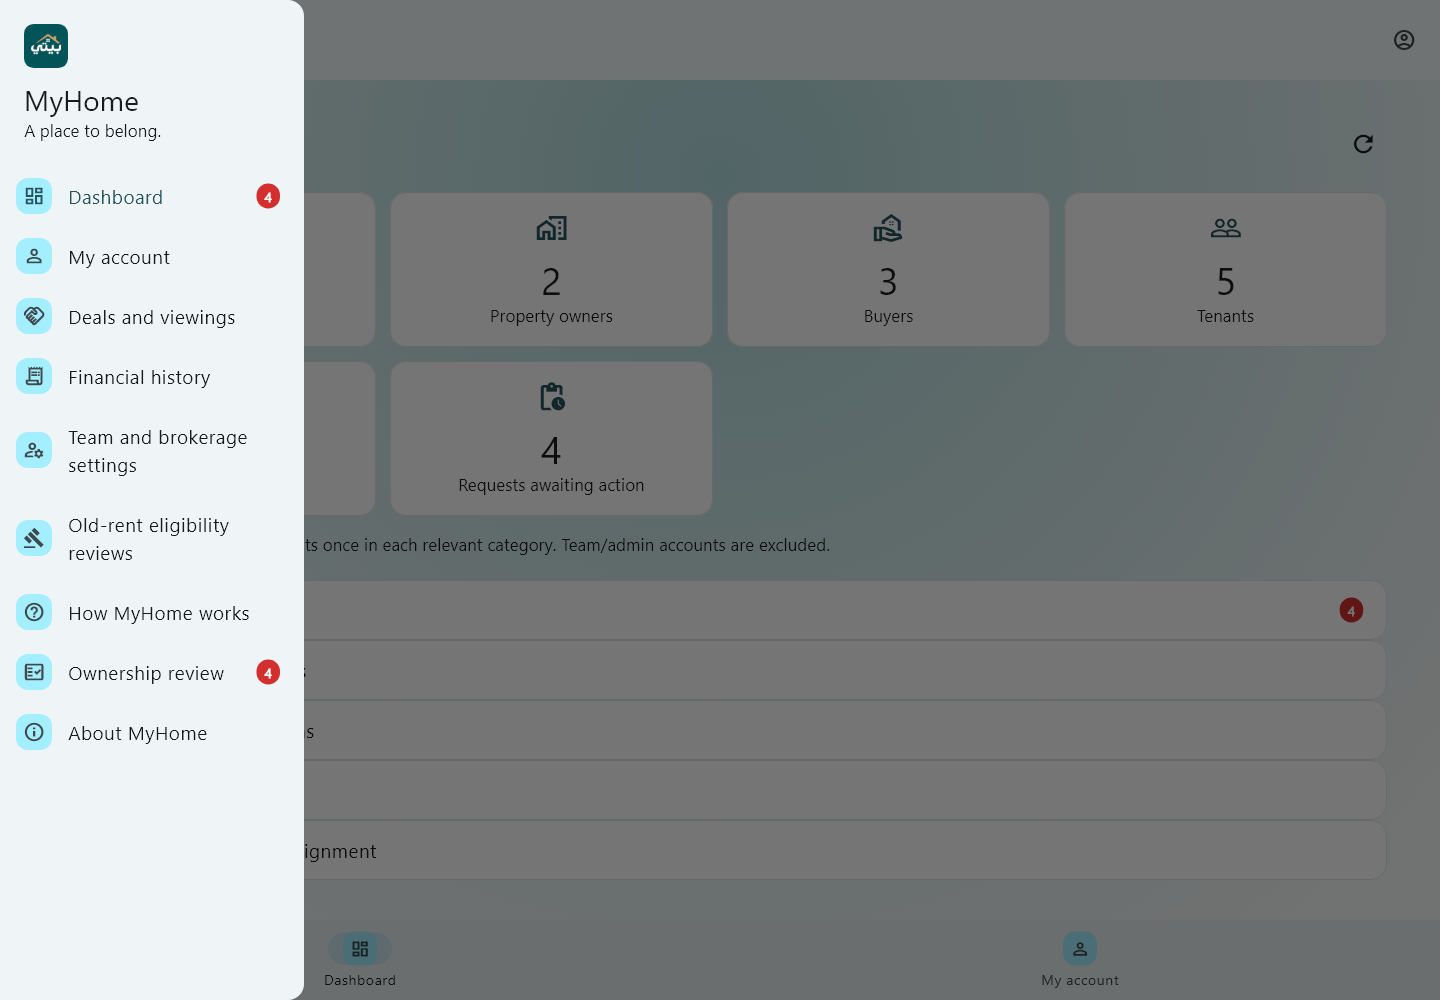 بيتي
MyHome
A place to belong.
Dashboard 4
My account
Deals and viewings
Financial history
Team and brokerage
settings
Old-rent eligibility
reviews
How MyHome works
Ownership review 4
About MyHome
2
Property owners
3
Buyers
5
Tenants
4
Requests awaiting action
once in each relevant category. Team/admin accounts are excluded.
4
Dashboard
My account